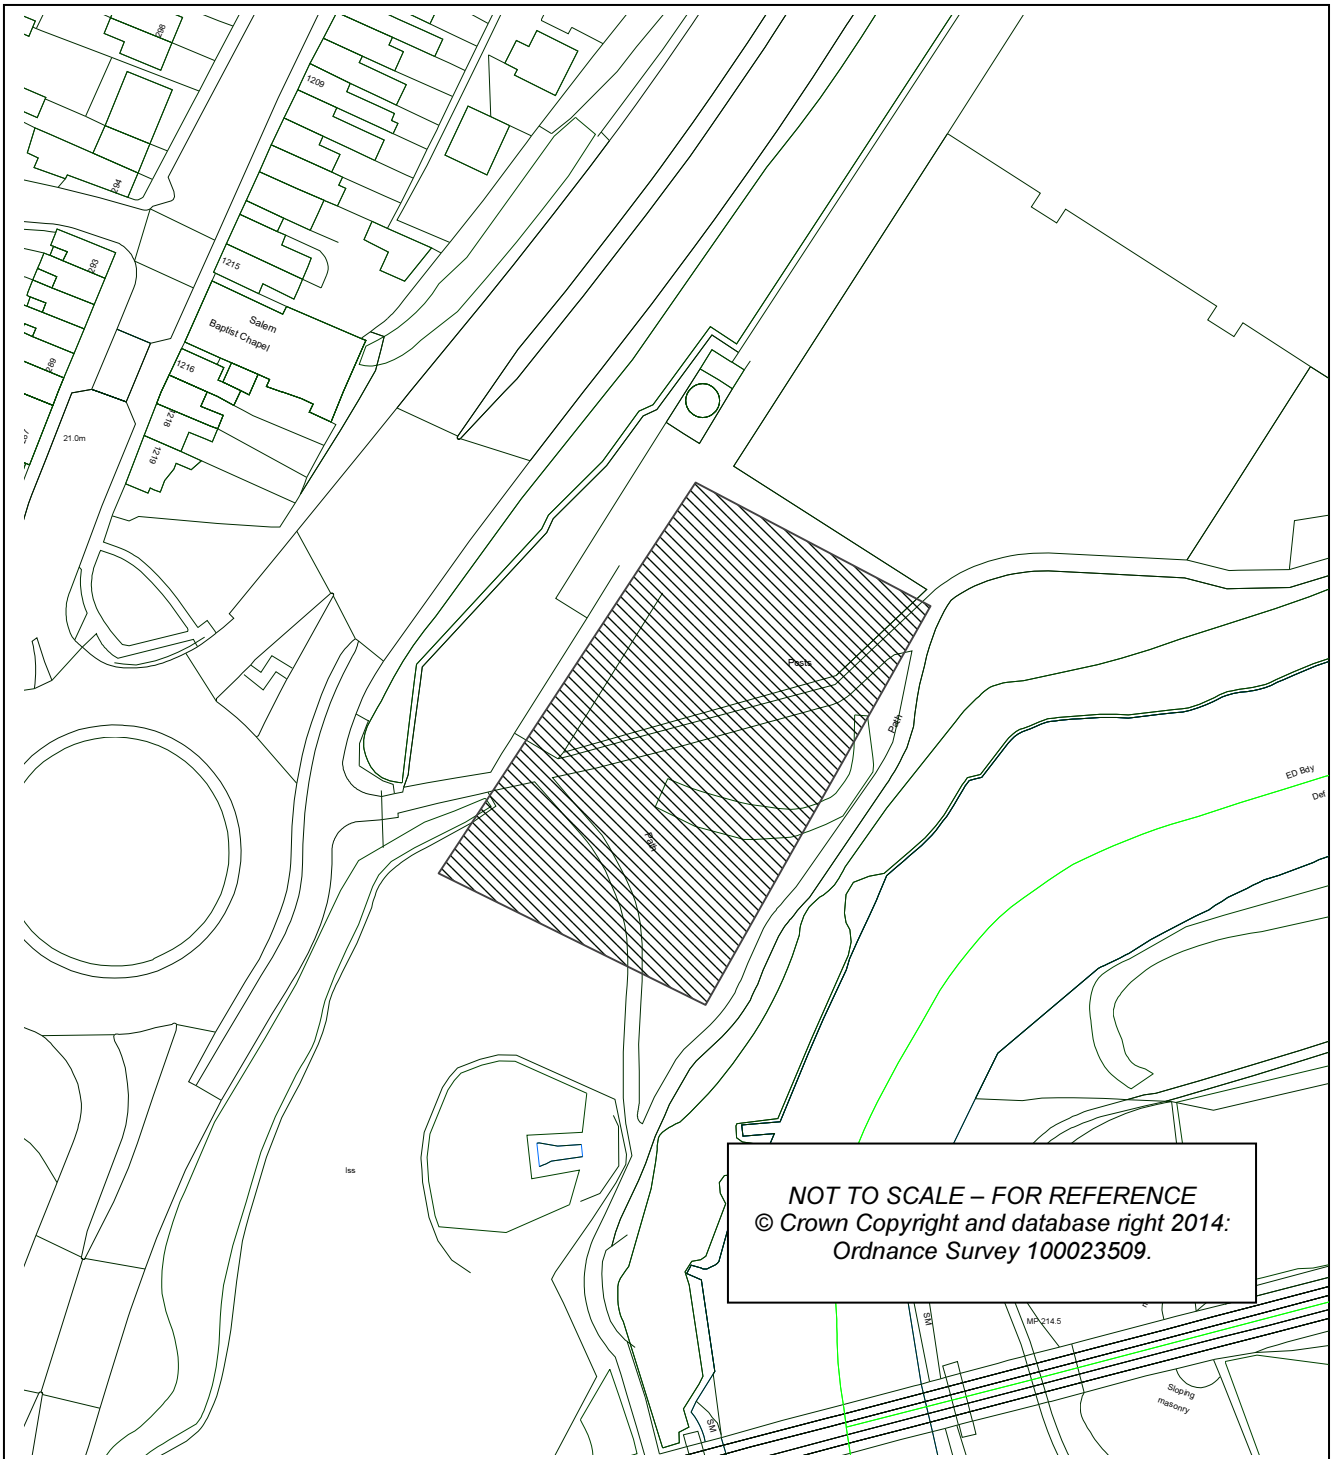 298
1209
294
1215
293
Salem
Baptist Chapel
1216
289
1218
21.0m
1219
Posts
Path
ED Bdy
Def
Path
Iss
NOT TO SCALE – FOR REFERENCE
© Crown Copyright and database right 2014:
Ordnance Survey 100023509.
SM
MP 214.5
Sloping
masonry
SM